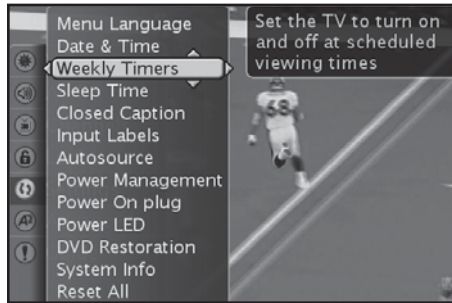 Menu Language
Date & Time
Weekly Timers
Sleep Time
Closed Caption
Input Labels
Autosource
Power Management
Power On plug
Power LED
DVD Restoration
System Info
Reset All
Set the TV to turn on
and off at scheduled
viewing times
68